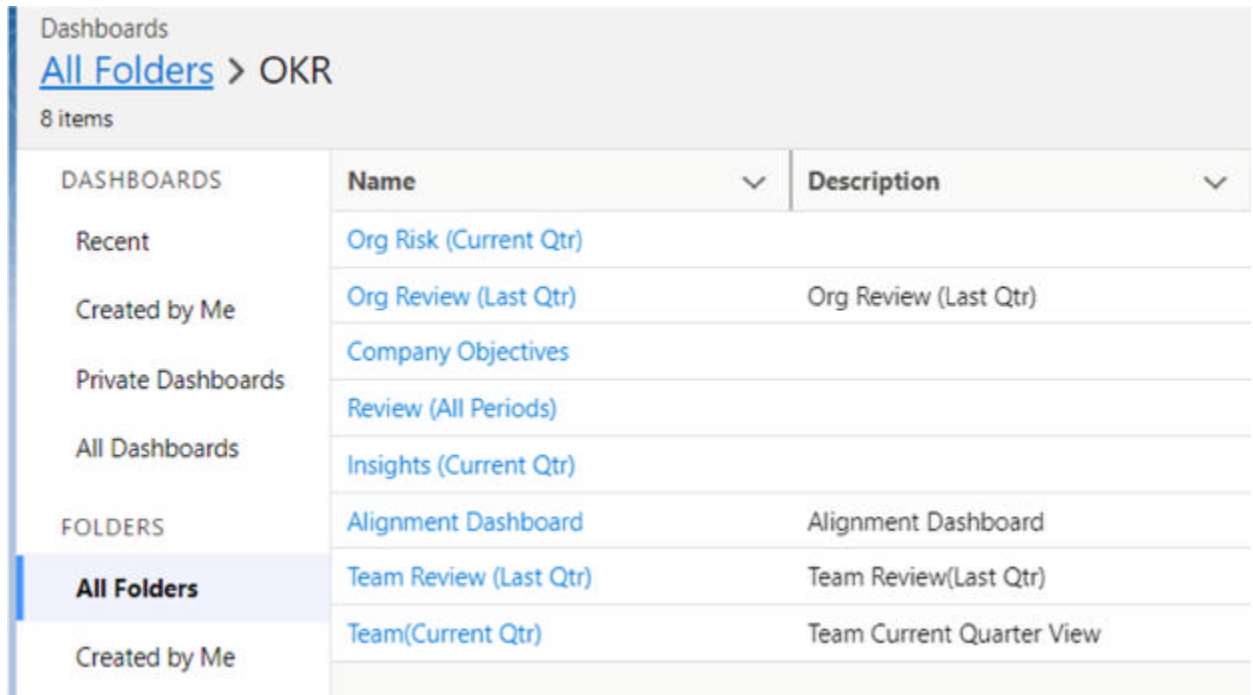 Dashboards
All Folders > OKR
8 items
DASHBOARDS
Recent
Created by Me
Private Dashboards
All Dashboards
FOLDERS
All Folders
Created by Me
Name Description
Org Risk (Current Qtr)
Org Review (Last Qtr) Org Review (Last Qtr)
Company Objectives
Review (All Periods)
Insights (Current Qtr)
Alignment Dashboard Alignment Dashboard
Team Review (Last Qtr) Team Review(Last Qtr)
Team(Current Qtr) Team Current Quarter View